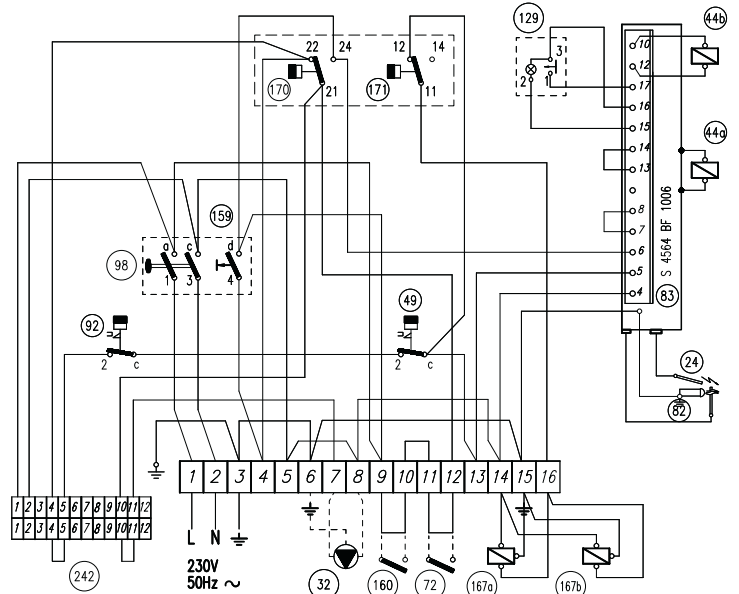 129
44b
22 24 12 14
3
10
12
170
21
171
11
2 1
17
16
15
14
13
44a
8
7
6
5
4
S 4564 BF 1006
83
159
a c d
98
1 3 4
92
49
2 c
2 c
24
82
1 2 3 4 5 6 7 8 9 10 11 12 13 14 15 16
1 2 3 4 5 6 7 8 9 10 11 12
1 2 3 4 5 6 7 8 9 10 11 12
L N
230V
50Hz ~
242
32
160
72
167a
167b